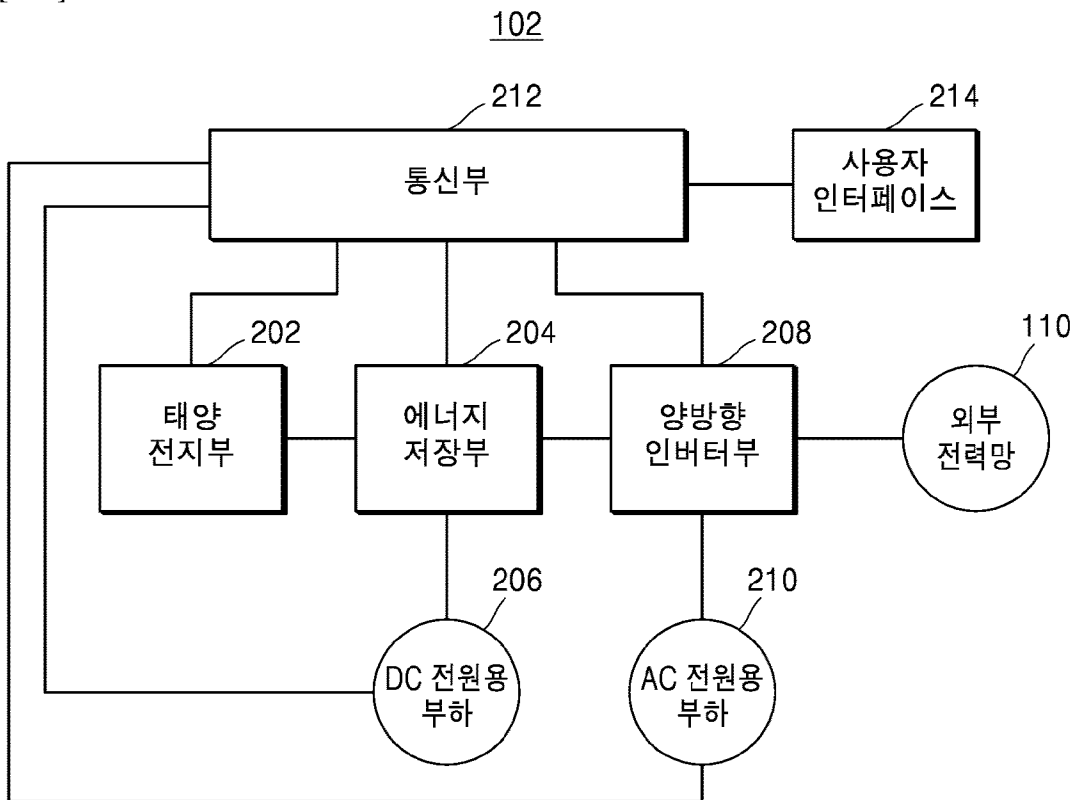 102
212
통신부
214
사용자
인터페이스
202
태양
전지부
204
에너지
저장부
208
양방향
인버터부
110
외부
전력망
206
DC 전원용
부하
210
AC 전원용
부하